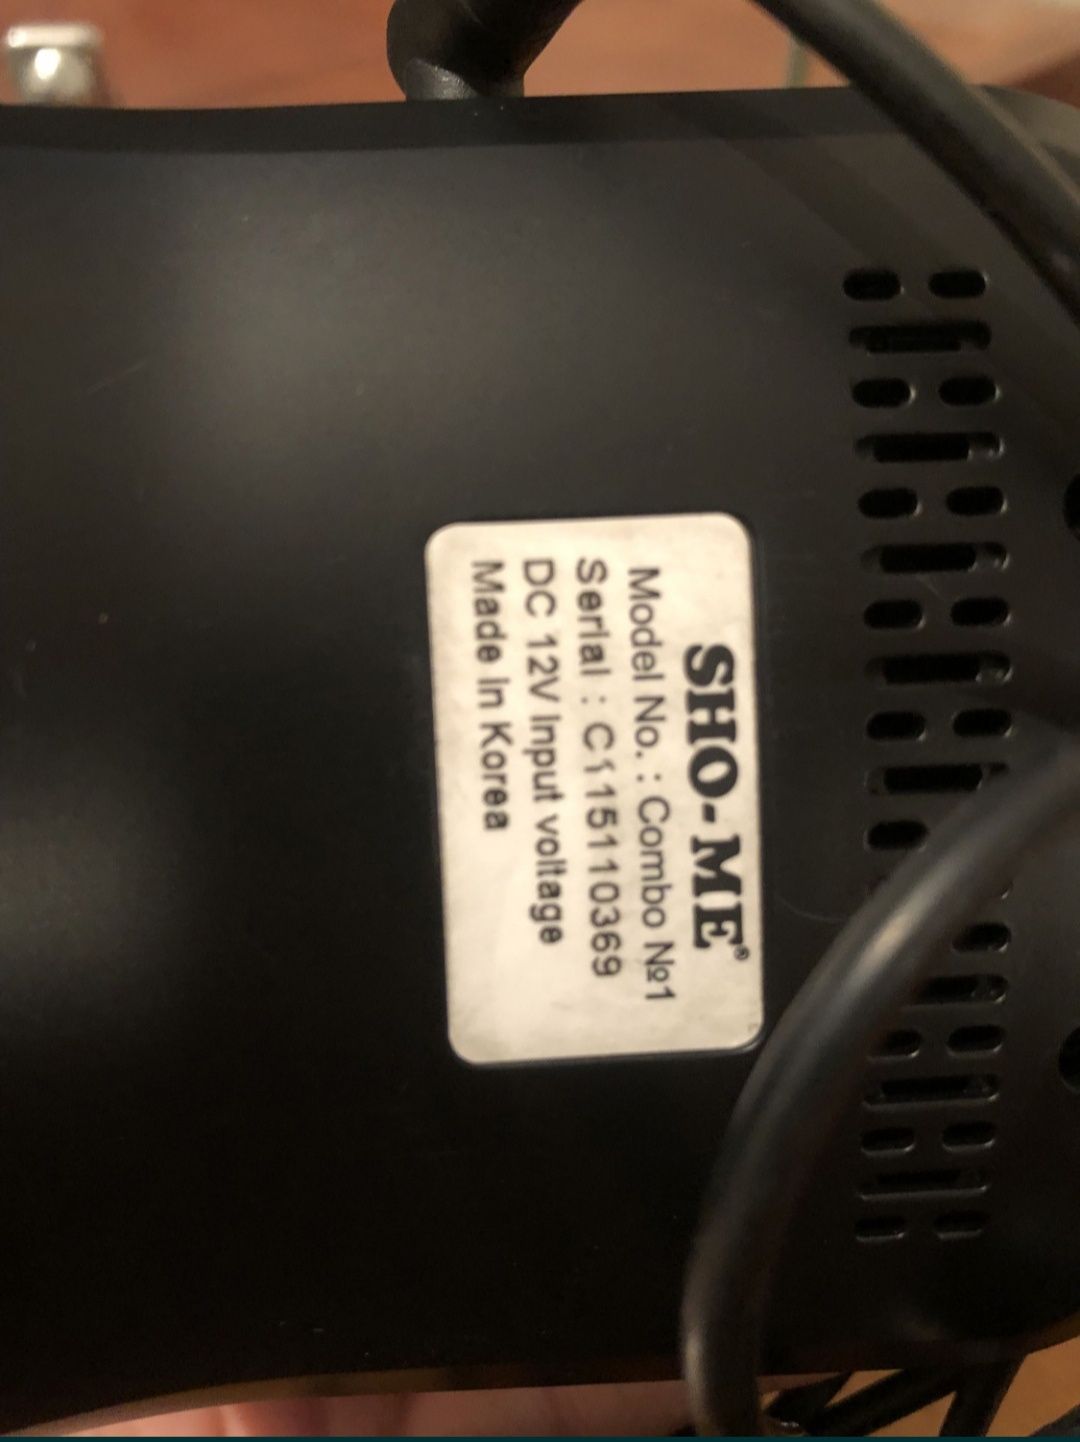 SHO-ME®
Model No. : Combo №1
Serial : C115110369
DC 12V Input voltage
Made In Korea